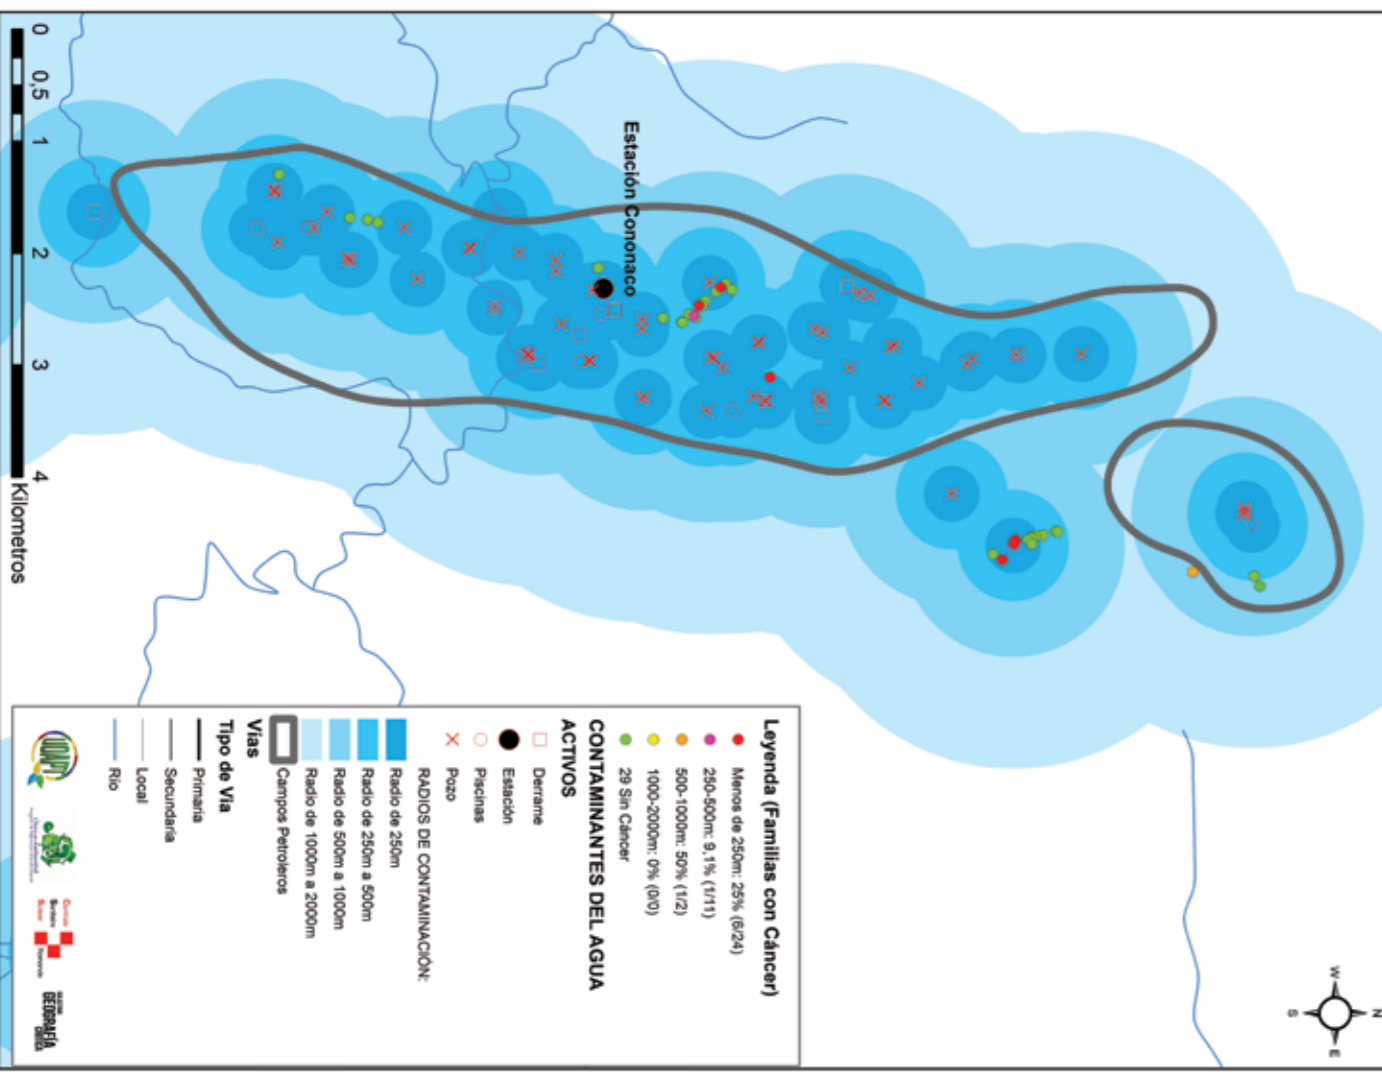 0
0,5
1
2
3
4
Kilometros
Estación Cononaco
Leyenda (Familias con Cáncer)
Menos de 250m: 25% (6/24)
250-500m: 9,1% (1/11)
500-1000m: 50% (1/2)
1000-2000m: 0% (0/0)
29 Sin Cáncer
CONTAMINANTES DEL AGUA
ACTIVOS
Derrame
Estación
Piscinas
Pozo
RADIOS DE CONTAMINACIÓN:
Radio de 250m
Radio de 250m a 500m
Radio de 500m a 1000m
Radio de 1000m a 2000m
Campos Petroleros
Vías
Tipo de Vía
Primaria
Secundaria
Local
Río
UDAPT
GEOGRAFÍA
CRÍTICA
N
W
E
S